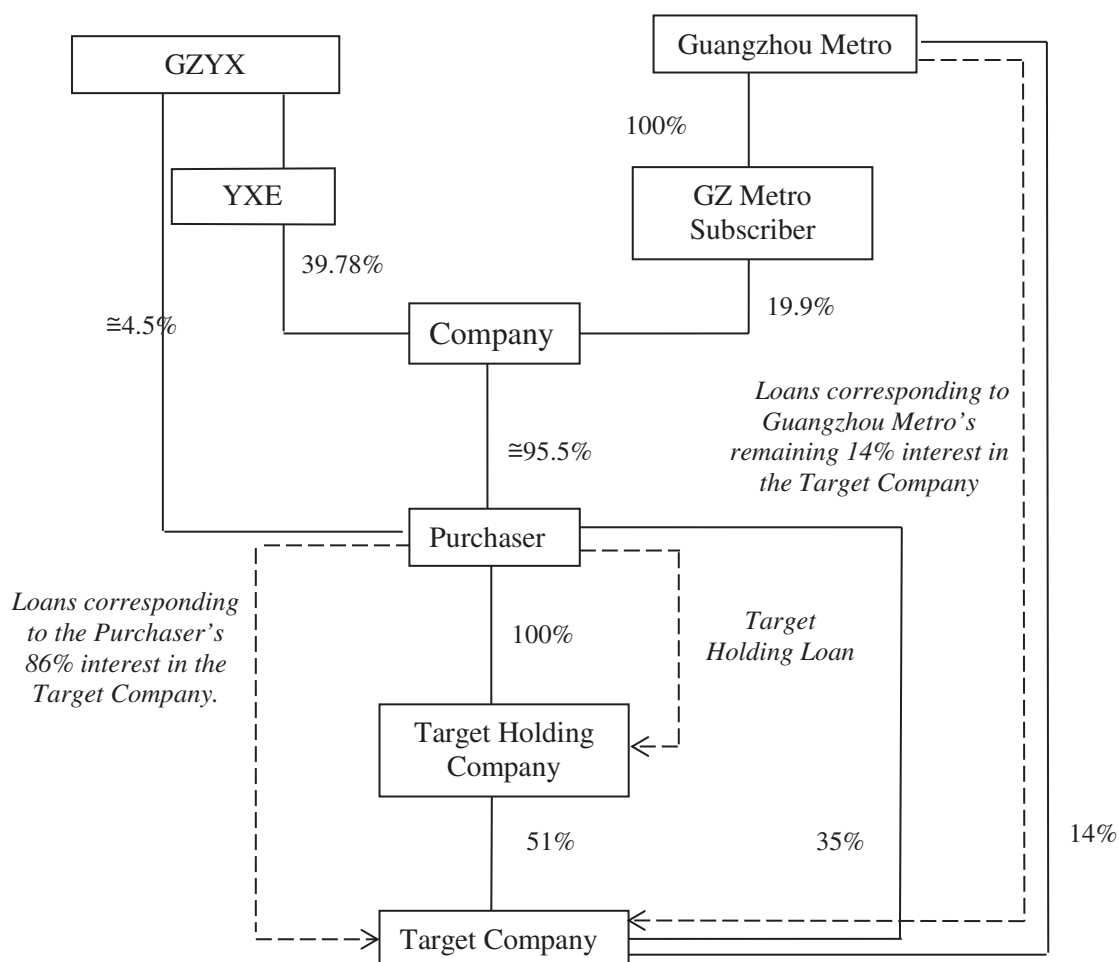 GZYX
Guangzhou Metro
100%
YXE
GZ Metro
Subscriber
39.78%
19.9%
≅4.5%
Company
Loans corresponding to
Guangzhou Metro’s
remaining 14% interest in
the Target Company
≅95.5%
Purchaser
Loans corresponding
to the Purchaser’s
86% interest in the
Target Company.
100%
Target
Holding Loan
Target Holding
Company
51%
35%
14%
Target Company